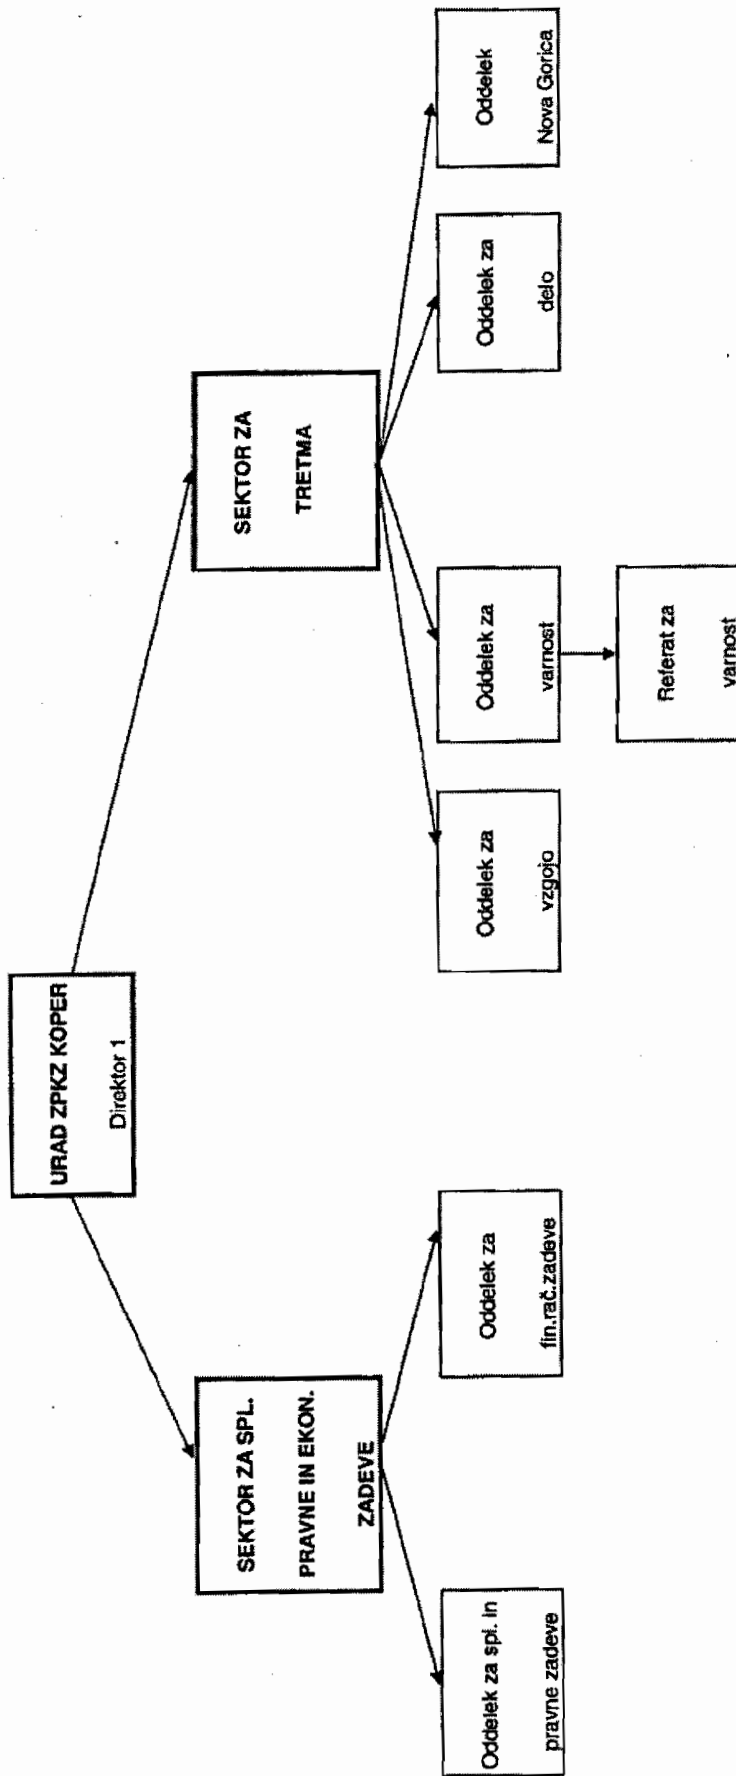 URAD ZPKZ KOPER
Direktor 1
SEKTOR ZA SPL.
PRAVNE IN EKON.
ZADEVE
SEKTOR ZA
TRETMA
Oddelek za spl. in
pravne zadeve
Oddelek za
fin.rač.zadeve
Oddelek za
vzgojo
Oddelek za
varnost
Oddelek za
delo
Oddelek
Nova Gorica
Referat za
varnost